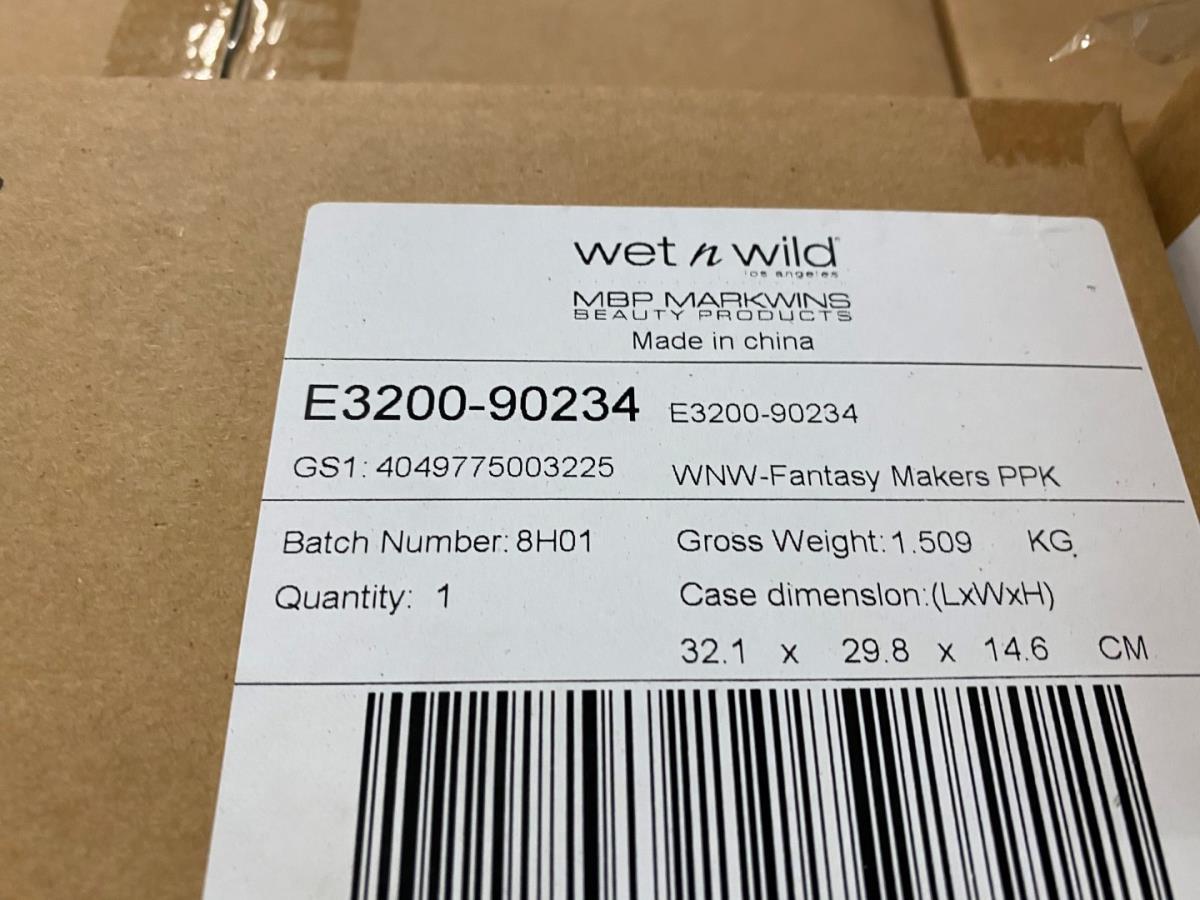 wet n wild
los angeles
MBP MARKWINS
BEAUTY PRODUCTS
Made in china
E3200-90234 E3200-90234
GS1: 4049775003225 WNW-Fantasy Makers PPK
Batch Number: 8H01 Gross Weight: 1.509 KG
Quantity: 1 Case dimenslon:(LxWxH)
32.1 x 29.8 x 14.6 CM